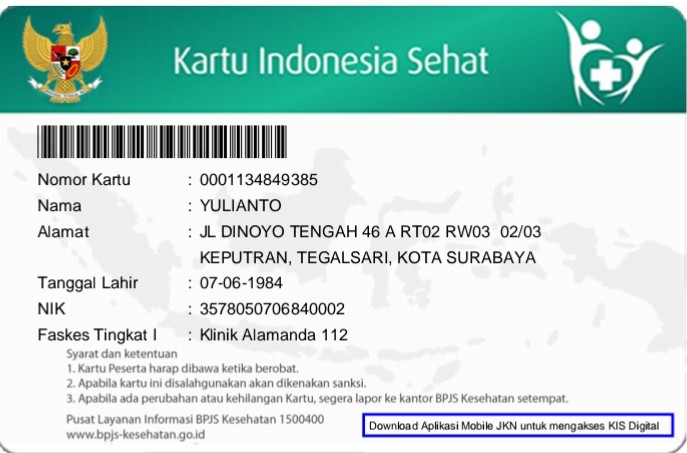 Kartu Indonesia Sehat
Nomor Kartu : 0001134849385
Nama : YULIANTO
Alamat : JL DINOYO TENGAH 46 A RT02 RW03 02/03
KEPUTRAN, TEGALSARI, KOTA SURABAYA
Tanggal Lahir : 07-06-1984
NIK : 3578050706840002
Faskes Tingkat I : Klinik Alamanda 112
Syarat dan ketentuan
1. Kartu Peserta harap dibawa ketika berobat.
2. Apabila kartu ini disalahgunakan akan dikenakan sanksi.
3. Apabila ada perubahan atau kehilangan Kartu, segera lapor ke kantor BPJS Kesehatan setempat.
Pusat Layanan Informasi BPJS Kesehatan 1500400
www.bpjs-kesehatan.go.id
Download Aplikasi Mobile JKN untuk mengakses KIS Digital